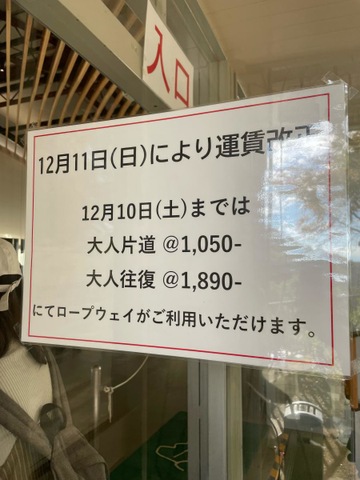 入口
12月11日(日)により運賃改正
12月10日(土)までは
大人片道 @1,050-
大人往復 @1,890-
にてロープウェイがご利用いただけます。